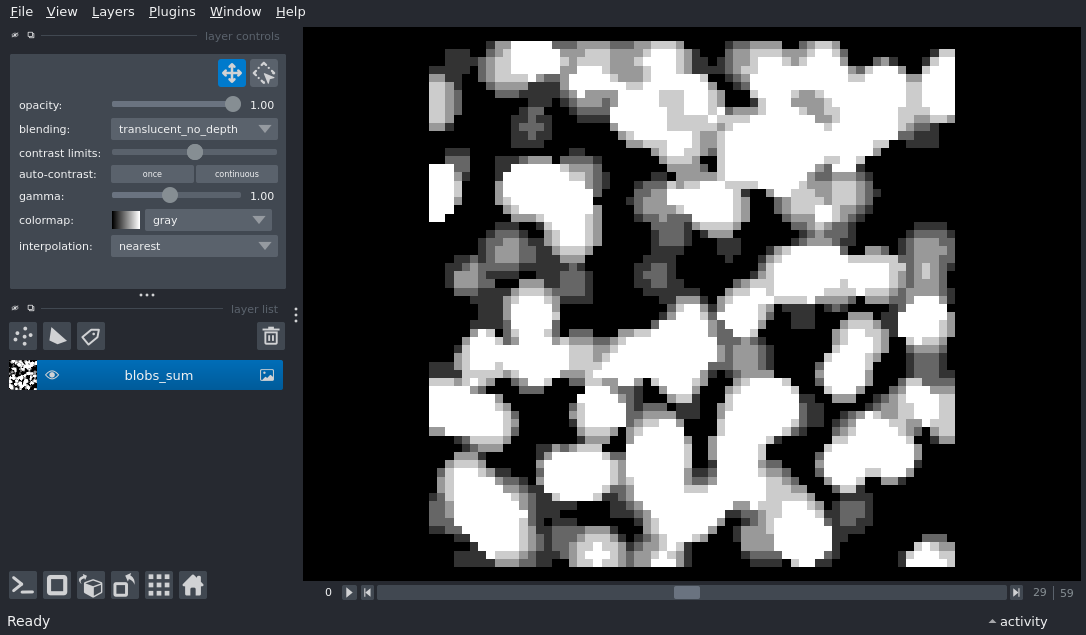 File View Layers Plugins Window Help
layer controls
opacity: 1.00
blending: translucent_no_depth
contrast limits:
auto-contrast: once continuous
gamma: 1.00
colormap: gray
interpolation: nearest
layer list
blobs_sum
0 29 59
Ready activity